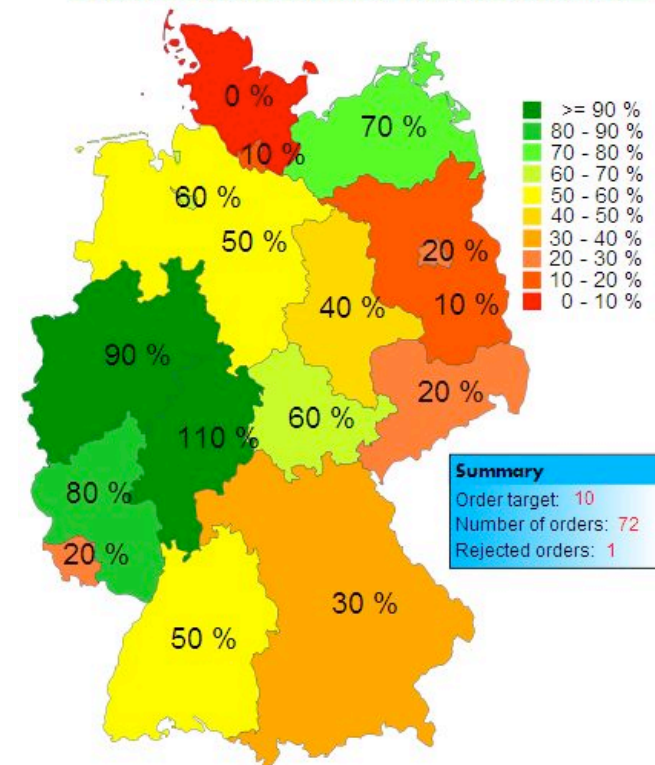 0 %
70 %
10 %
60 %
50 %
20 %
40 %
10 %
90 %
20 %
60 %
110 %
80 %
20 %
30 %
50 %
>= 90 %
80 - 90 %
70 - 80 %
60 - 70 %
50 - 60 %
40 - 50 %
30 - 40 %
20 - 30 %
10 - 20 %
0 - 10 %
Summary
Order target: 10
Number of orders: 72
Rejected orders: 1